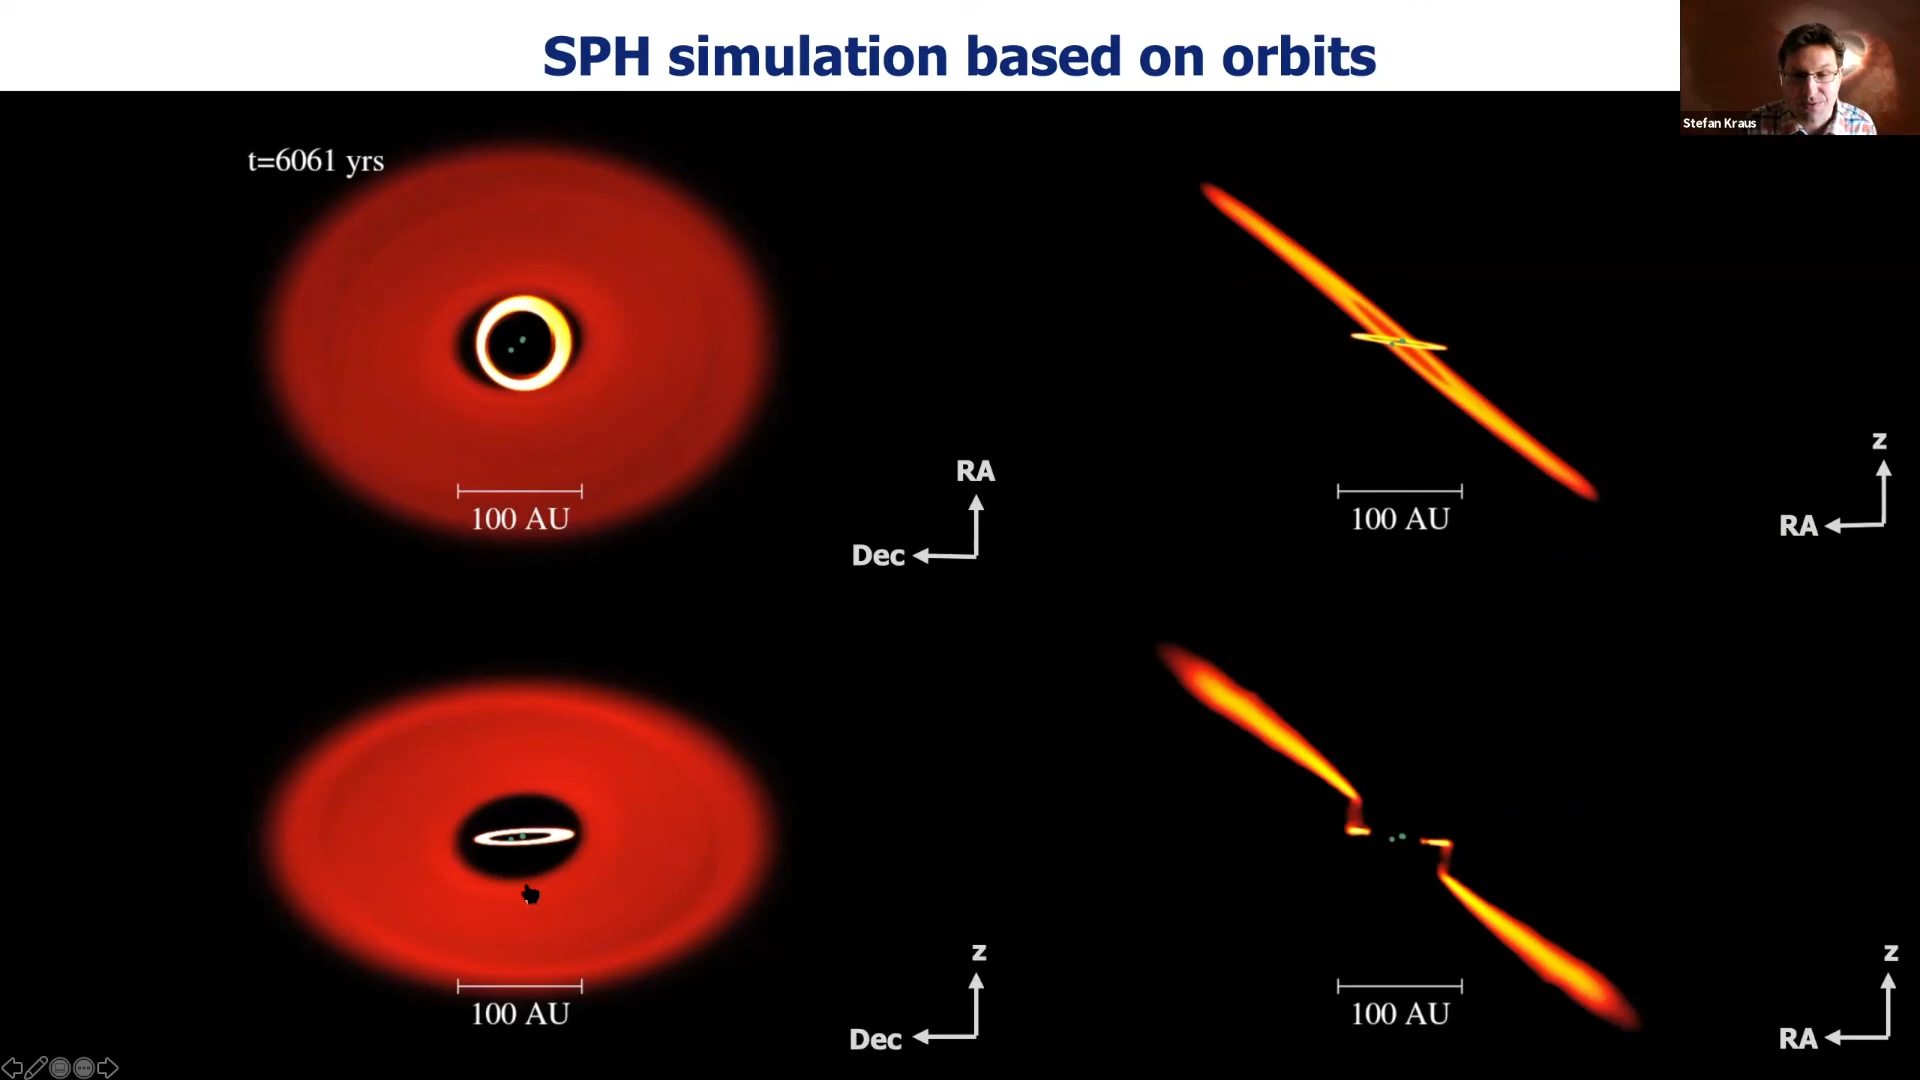 SPH simulation based on orbits
Stefan Kraus
t=6061 yrs
100 AU
RA
Dec
100 AU
z
RA
100 AU
z
Dec
100 AU
z
RA